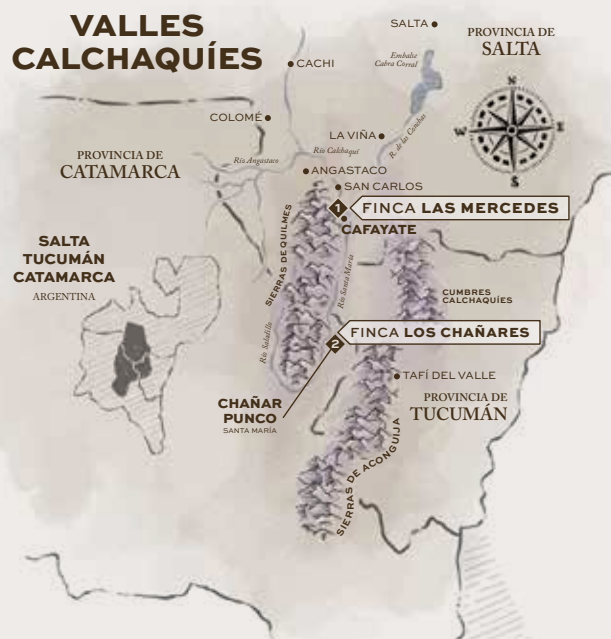 VALLES
CALCHAQUÍES
SALTA
PROVINCIA DE
SALTA
Embalse
Cabra Corral
CACHI
COLOMÉ
LA VIÑA
R. de las Conchas
N
W
E
S
PROVINCIA DE
CATAMARCA
Río Angastaco
Río Calchaquí
ANGASTACO
SAN CARLOS
1
FINCA LAS MERCEDES
CAFAYATE
SALTA
TUCUMÁN
CATAMARCA
ARGENTINA
SIERRAS DE QUILMES
Río Santa María
CUMBRES
CALCHAQUÍES
Río Saladillo
2
FINCA LOS CHAÑARES
TAFÍ DEL VALLE
CHAÑAR
PUNCO
SANTA MARÍA
PROVINCIA DE
TUCUMÁN
SIERRAS DE ACONGUIJA